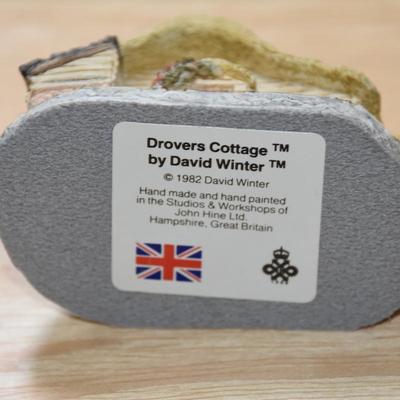 Drovers Cottage ™
by David Winter ™
© 1982 David Winter
Hand made and hand painted
in the Studios & Workshops of
John Hine Ltd.
Hampshire, Great Britain